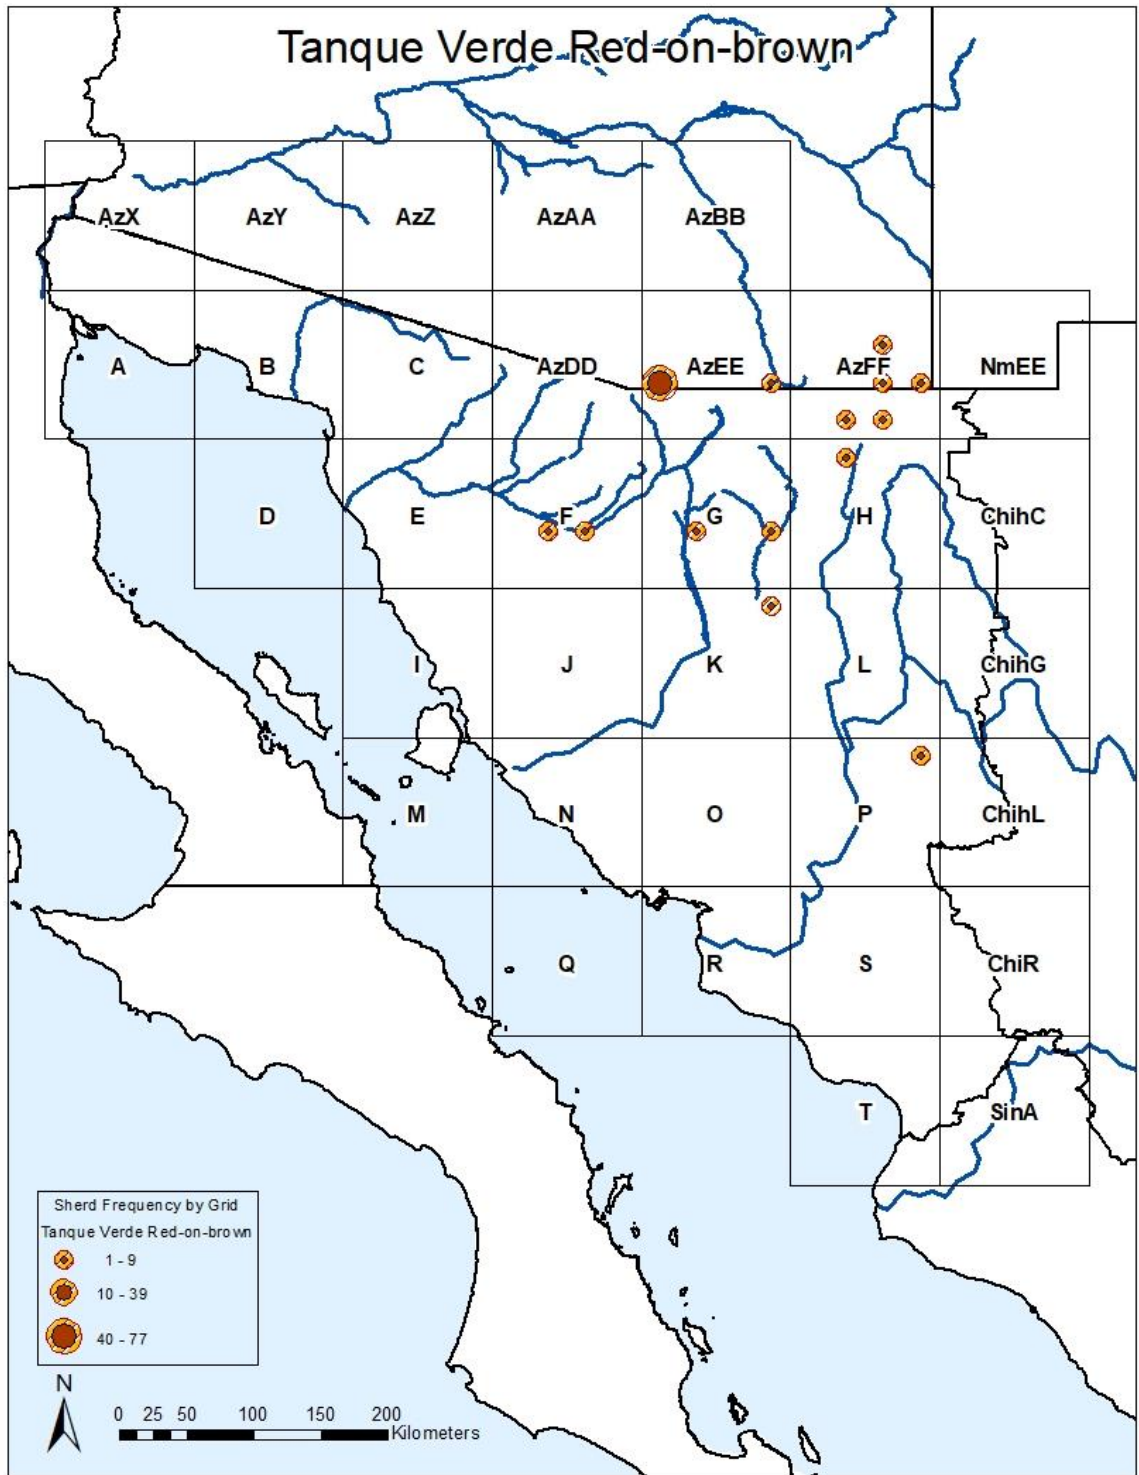 Tanque Verde Red-on-brown
AzX AzY AzZ AzAA AzBB
A B C AzDD AzEE AzFF NmEE
D E F G H ChihC
I J K L ChihG
M N O P ChihL
Q R S ChiR
T SinA
Sherd Frequency by Grid
Tanque Verde Red-on-brown
1 - 9
10 - 39
40 - 77
N
0 25 50 100 150 200
Kilometers